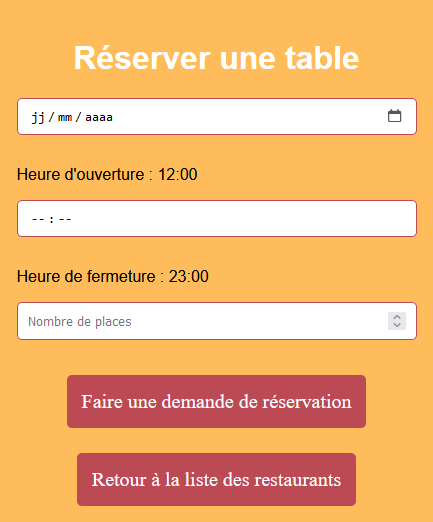 Réserver une table
jj/mm/aaaa
Heure d'ouverture : 12:00
--:--
Heure de fermeture : 23:00
Nombre de places
Faire une demande de réservation
Retour à la liste des restaurants